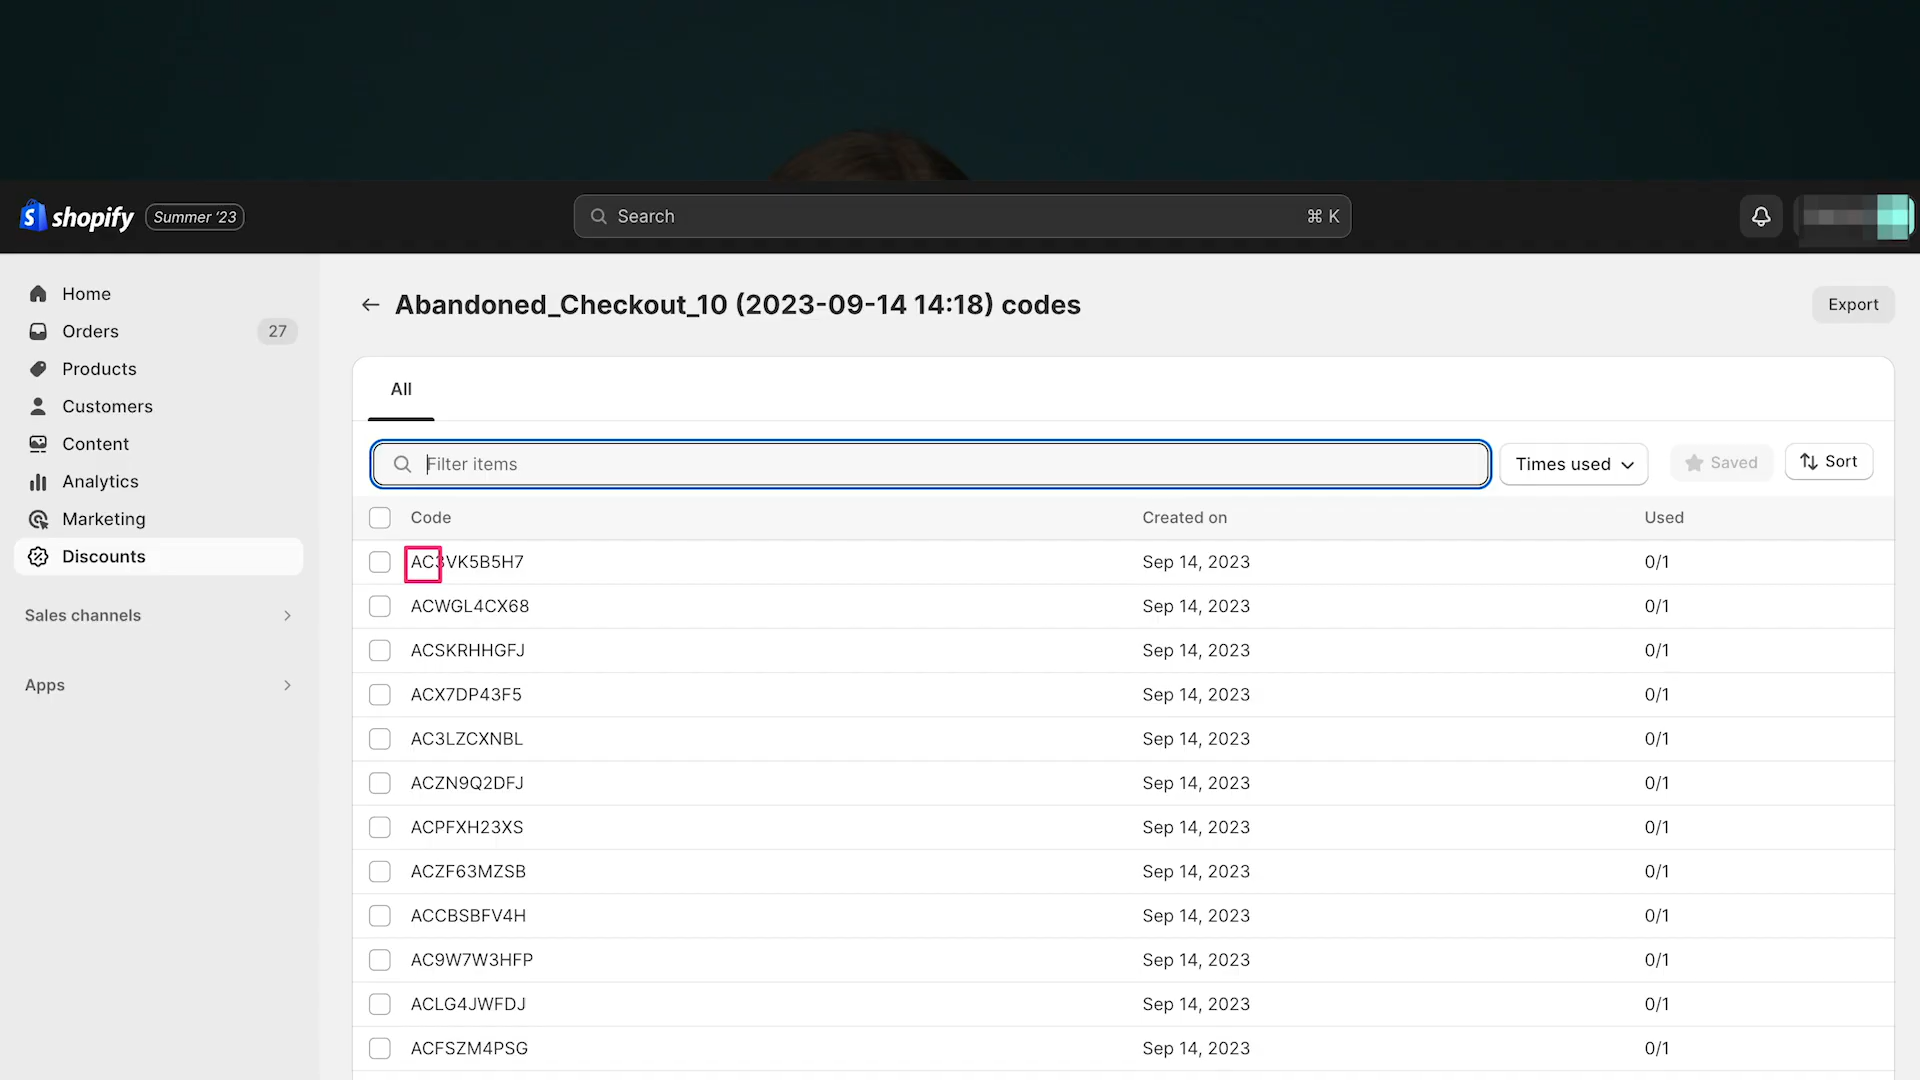 shopify Summer '23
Search ⌘ K
Home
Orders 27
Products
Customers
Content
Analytics
Marketing
Discounts
Sales channels
Apps
Abandoned_Checkout_10 (2023-09-14 14:18) codes
Export
All
Filter items
Times used
Saved
Sort
Code Created on Used
AC3VK5B5H7 Sep 14, 2023 0/1
ACWGL4CX68 Sep 14, 2023 0/1
ACSKRHHGFJ Sep 14, 2023 0/1
ACX7DP43F5 Sep 14, 2023 0/1
AC3LZCXNBL Sep 14, 2023 0/1
ACZN9Q2DFJ Sep 14, 2023 0/1
ACPFXH23XS Sep 14, 2023 0/1
ACZF63MZSB Sep 14, 2023 0/1
ACCBSBFV4H Sep 14, 2023 0/1
AC9W7W3HFP Sep 14, 2023 0/1
ACLG4JWFDJ Sep 14, 2023 0/1
ACFSZM4PSG Sep 14, 2023 0/1